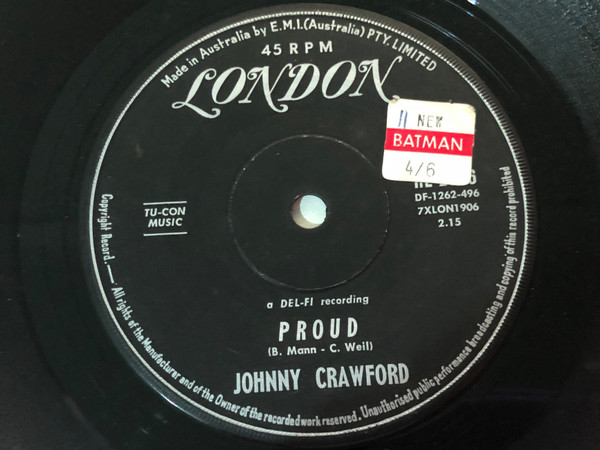 Made in Australia by E.M.I.(Australia) PTY. LIMITED
45 RPM
LONDON
NEW
BATMAN
4/6
DF-1262-496
7XLON1906
2.15
TU-CON
MUSIC
a DEL-FI recording
PROUD
(B. Mann - C. Weil)
JOHNNY CRAWFORD
Copyright Record. — All rights of the Manufacturer and of the Owner of the recorded work reserved. Unauthorised public performance broadcasting and copying of this record prohibited